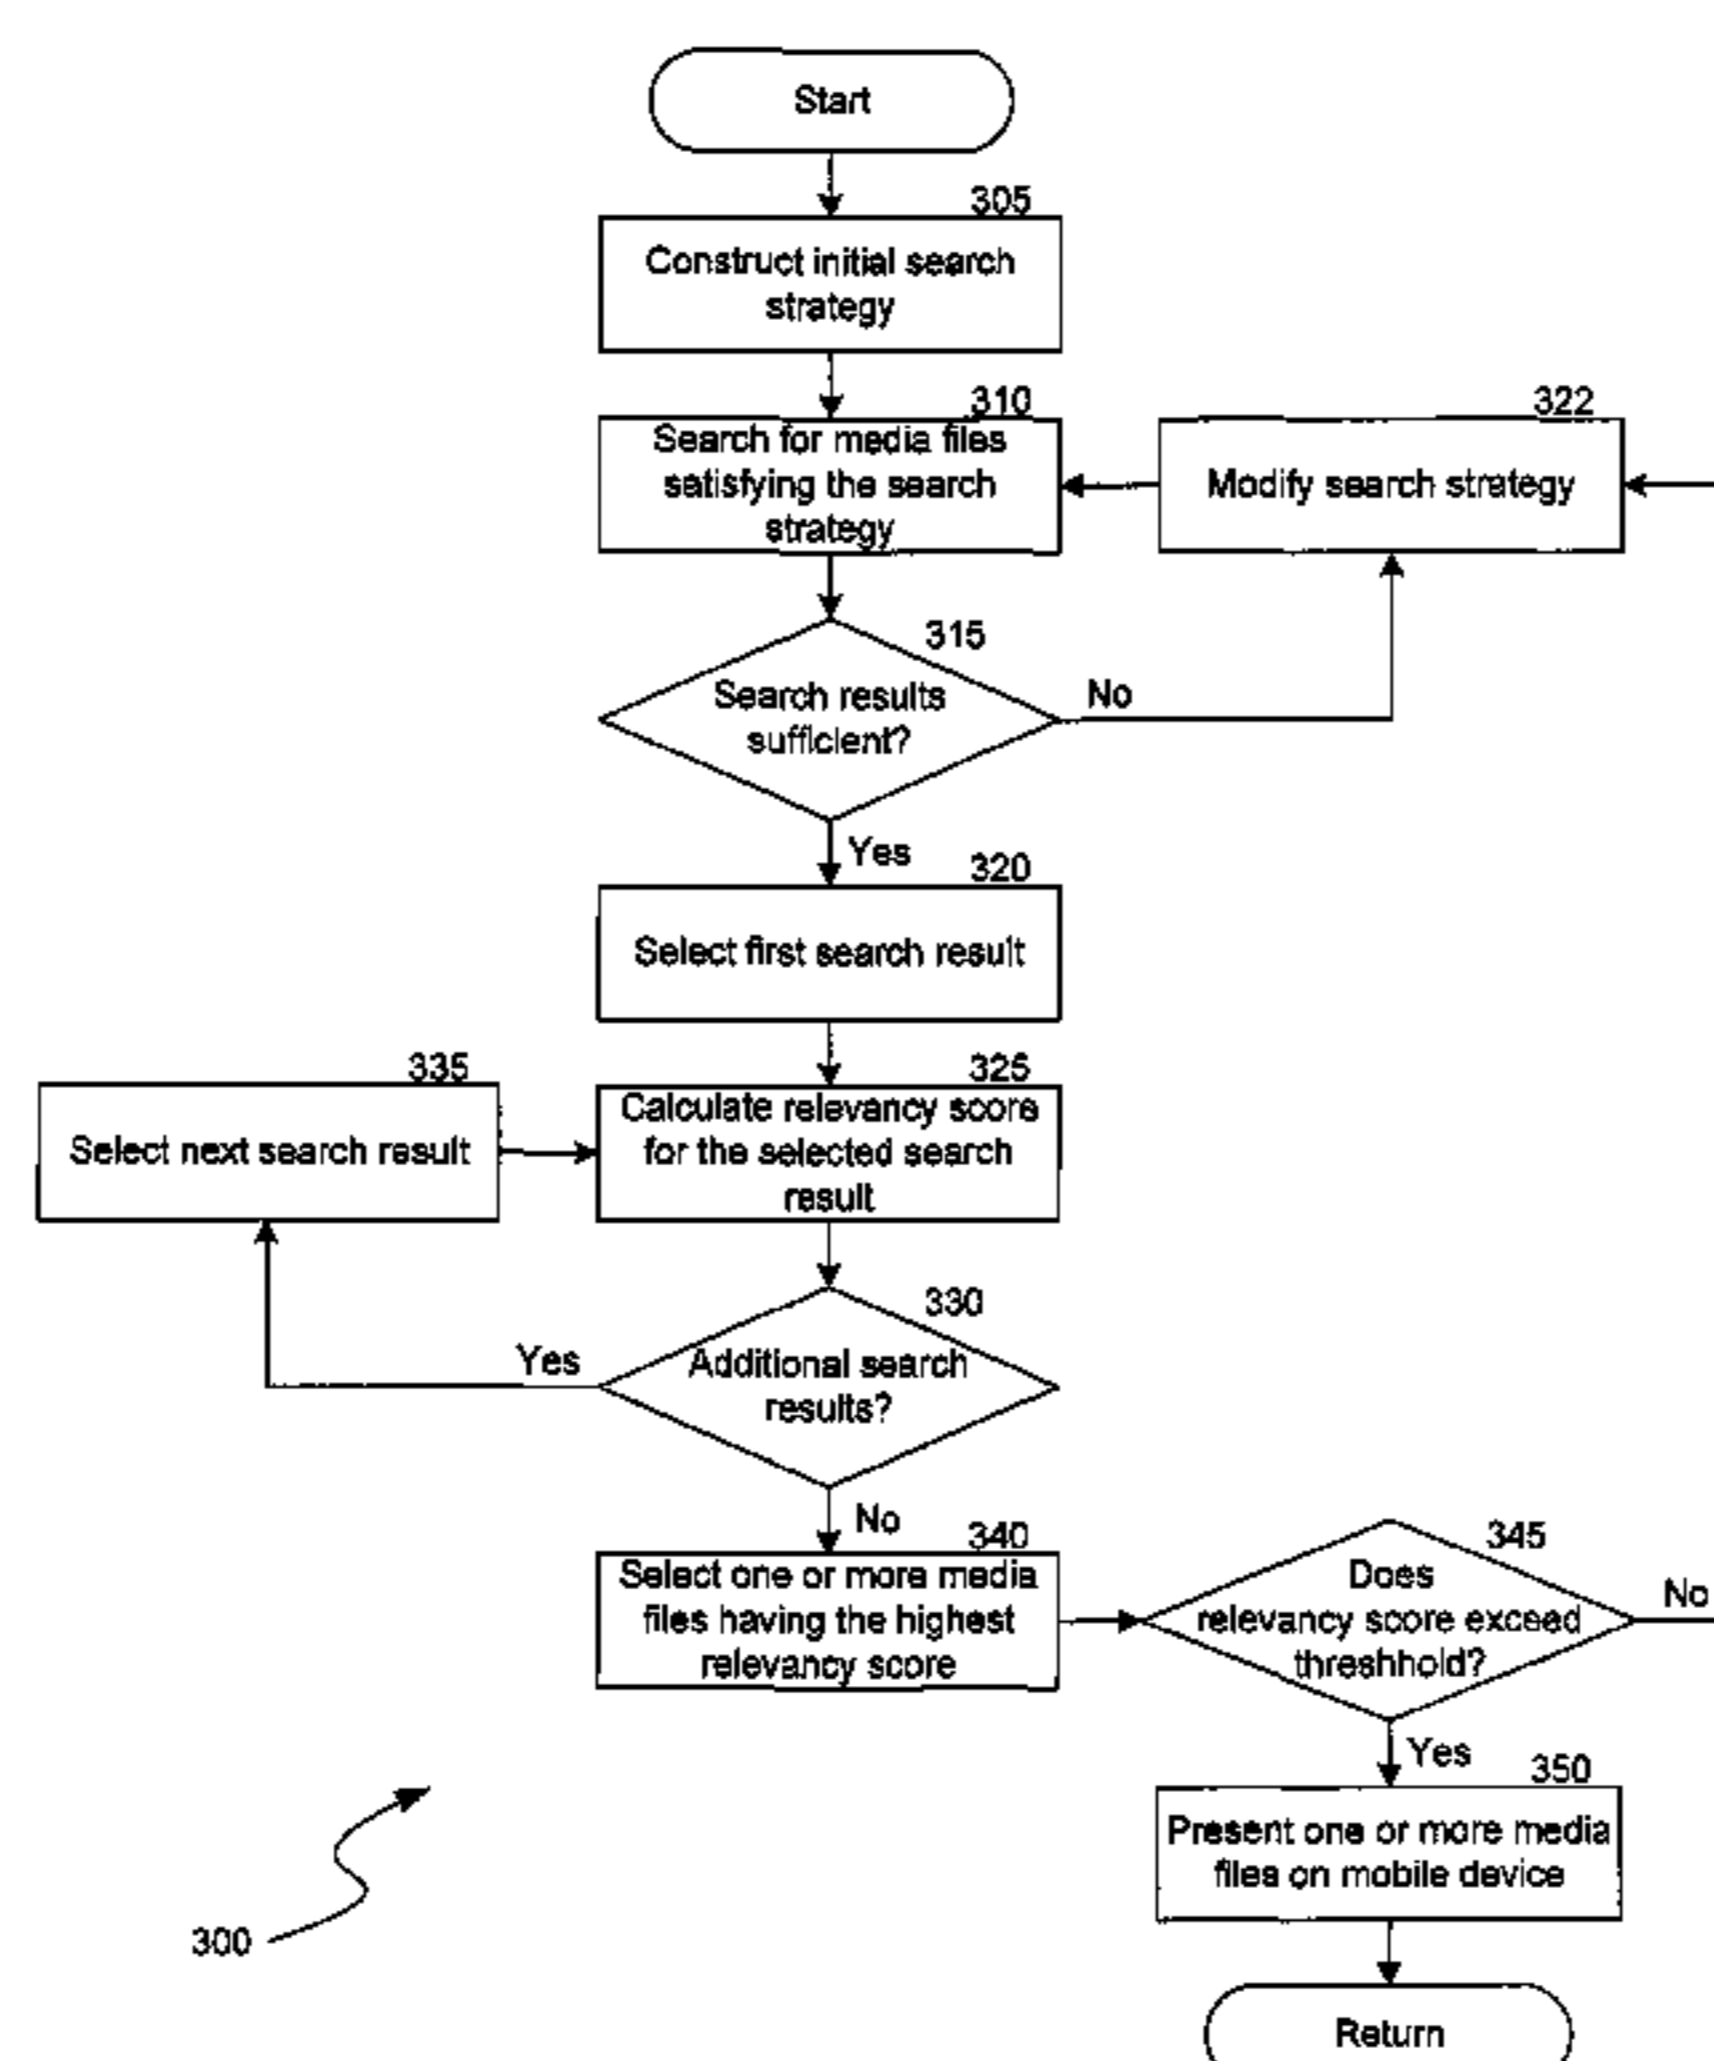 Start
305
Construct initial search
strategy
310
Search for media files
satisfying the search
strategy
322
Modify search strategy
315
Search results
sufficient?
No
Yes
320
Select first search result
335
Select next search result
325
Calculate relevancy score
for the selected search
result
330
Additional search
results?
Yes
No
340
Select one or more media
files having the highest
relevancy score
345
Does
relevancy score exceed
threshhold?
No
Yes
350
Present one or more media
files on mobile device
300
Return